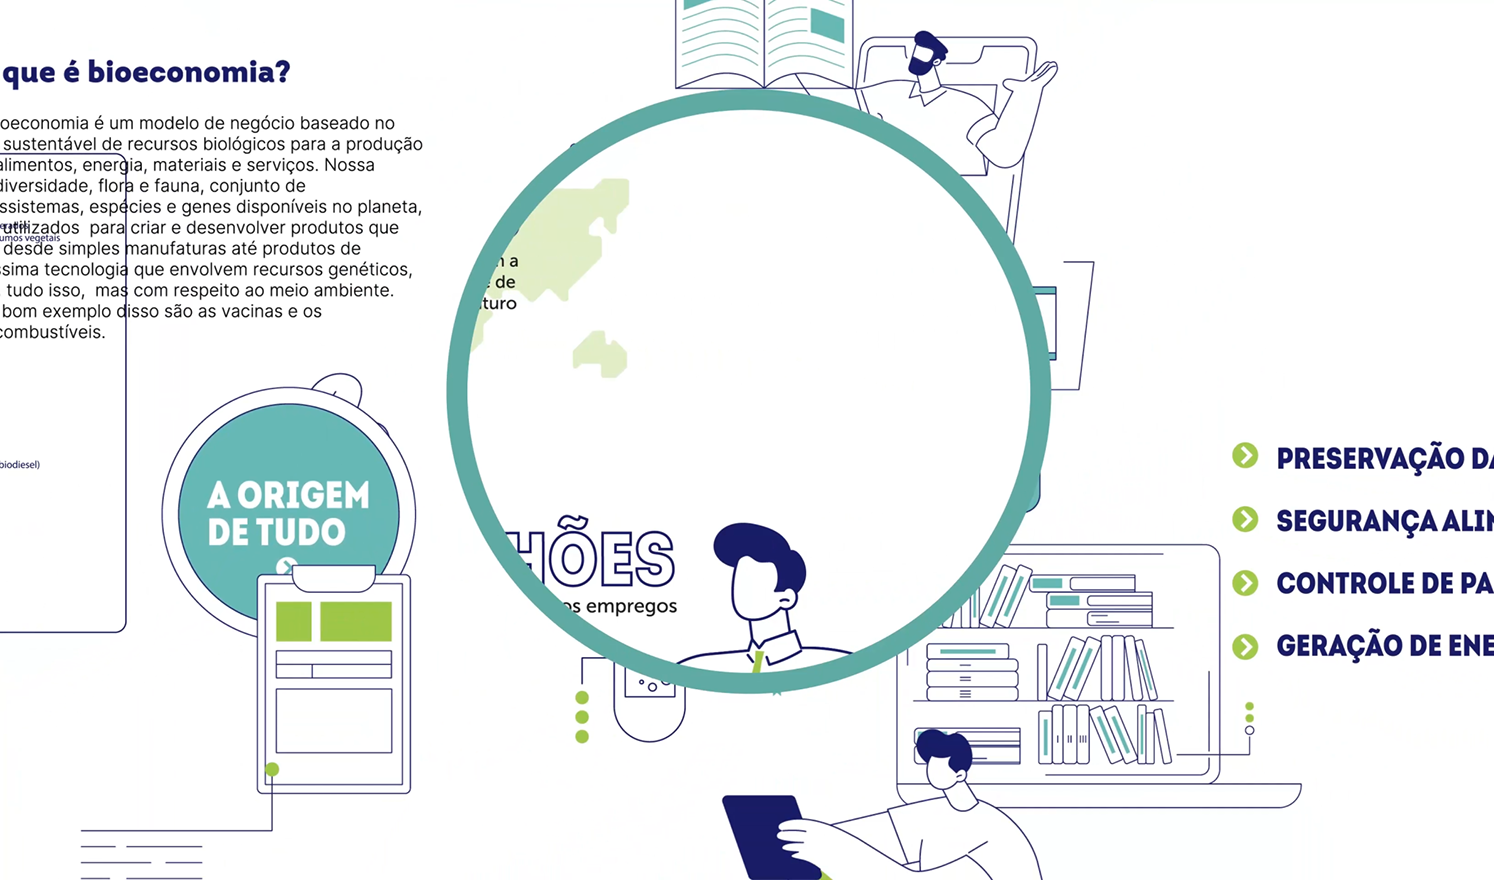 que é bioeconomia?
oeconomia é um modelo de negócio baseado no
sustentável de recursos biológicos para a produção
alimentos, energia, materiais e serviços. Nossa
diversidade, flora e fauna, conjunto de
ssistemas, espécies e genes disponíveis no planeta,
utilizados para criar e desenvolver produtos que
desde simples manufaturas até produtos de
ssima tecnologia que envolvem recursos genéticos,
tudo isso, mas com respeito ao meio ambiente.
bom exemplo disso são as vacinas e os
combustíveis.
umos vegetais
biodiesel)
A ORIGEM
DE TUDO
a
de
turo
HÕES
os empregos
PRESERVAÇÃO DA
SEGURANÇA ALIM
CONTROLE DE PA
GERAÇÃO DE ENE